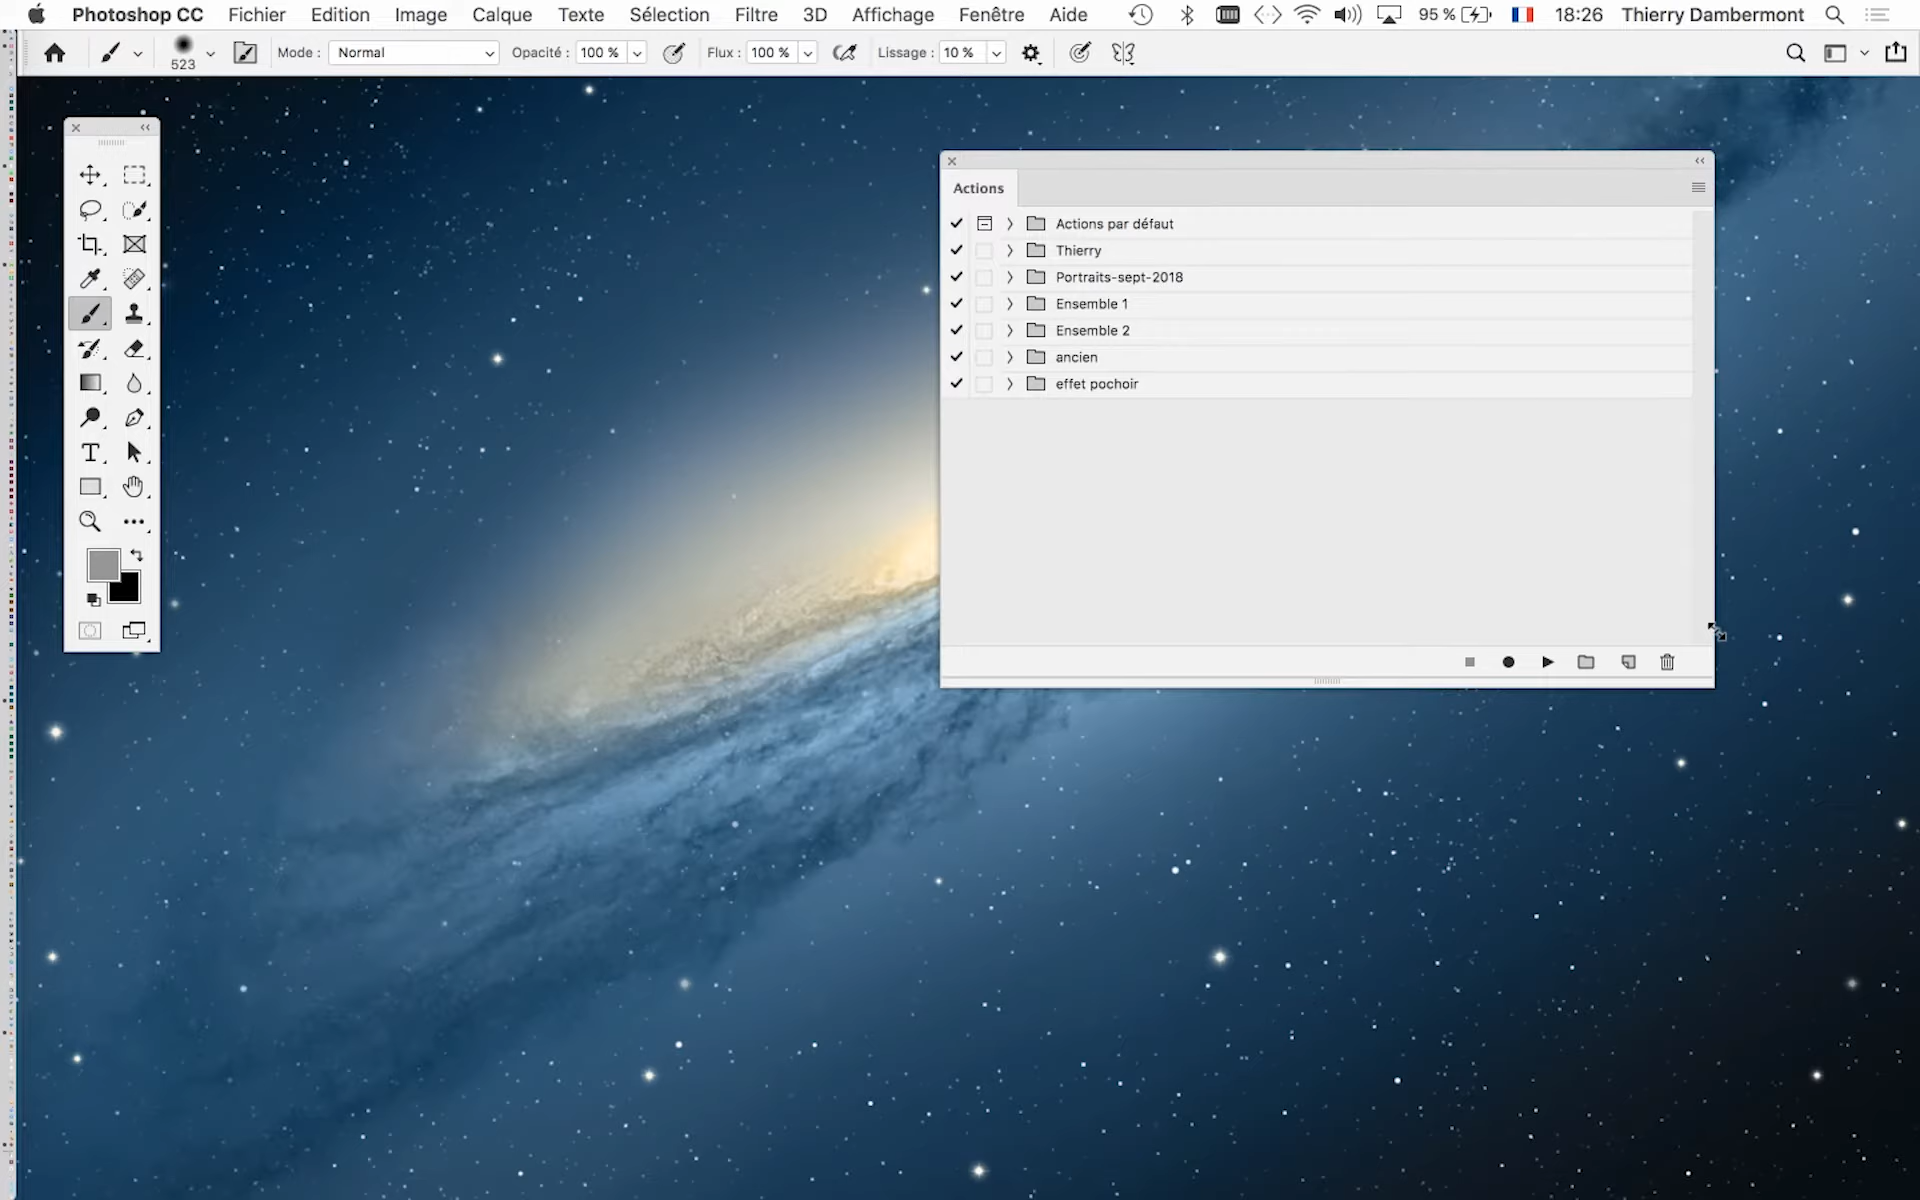 Photoshop CC Fichier Edition Image Calque Texte Sélection Filtre 3D Affichage Fenêtre Aide 95 % 18:26 Thierry Dambermont
523 Mode : Normal Opacité : 100 % Flux : 100 % Lissage : 10 %
Actions
Actions par défaut
Thierry
Portraits-sept-2018
Ensemble 1
Ensemble 2
ancien
effet pochoir